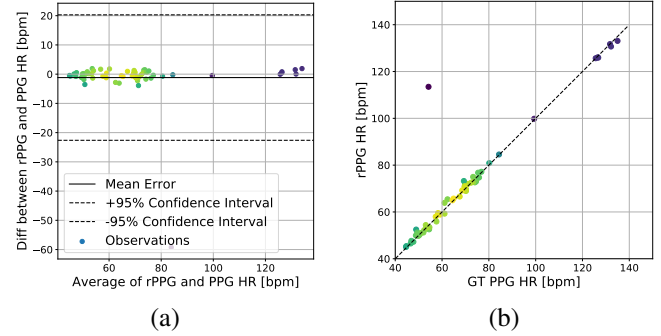 20
10
0
−10
−20
−30
−40
−50
−60
Diff between rPPG and PPG HR [bpm]
Mean Error
+95% Confidence Interval
-95% Confidence Interval
Observations
60
80
100
120
Average of rPPG and PPG HR [bpm]
(a)
140
120
100
80
60
40
rPPG HR [bpm]
40
60
80
100
120
140
GT PPG HR [bpm]
(b)